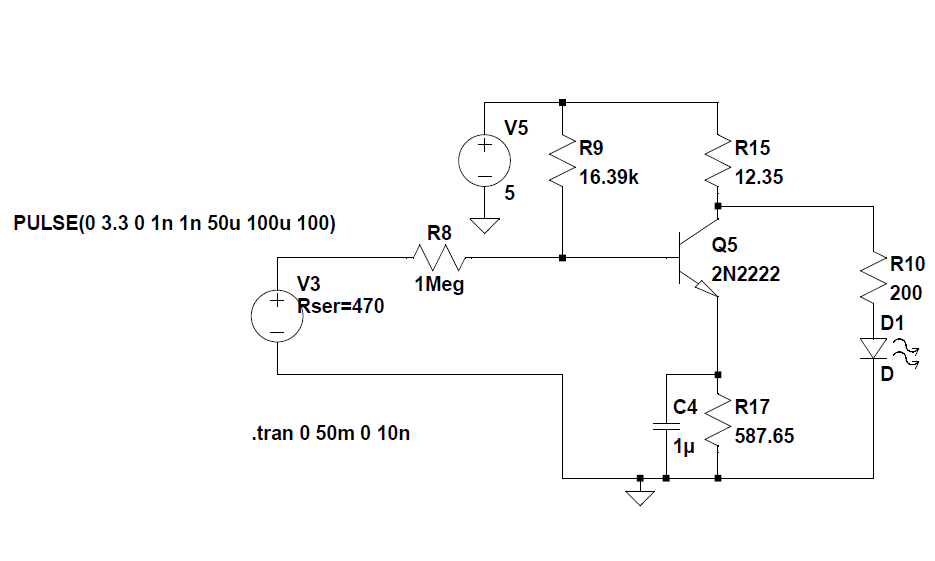 V5
5
R9
16.39k
R15
12.35
PULSE(0 3.3 0 1n 1n 50u 100u 100)
R8
1Meg
V3
Rser=470
Q5
2N2222
R10
200
D1
D
C4
1µ
R17
587.65
.tran 0 50m 0 10n